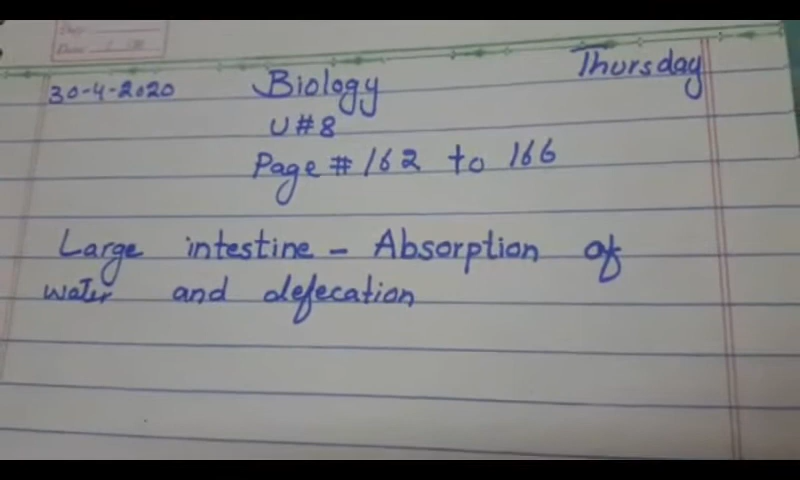 30-4-2020 Biology Thursday
U#8
Page # 162 to 166
Large intestine - Absorption of
water and defecation